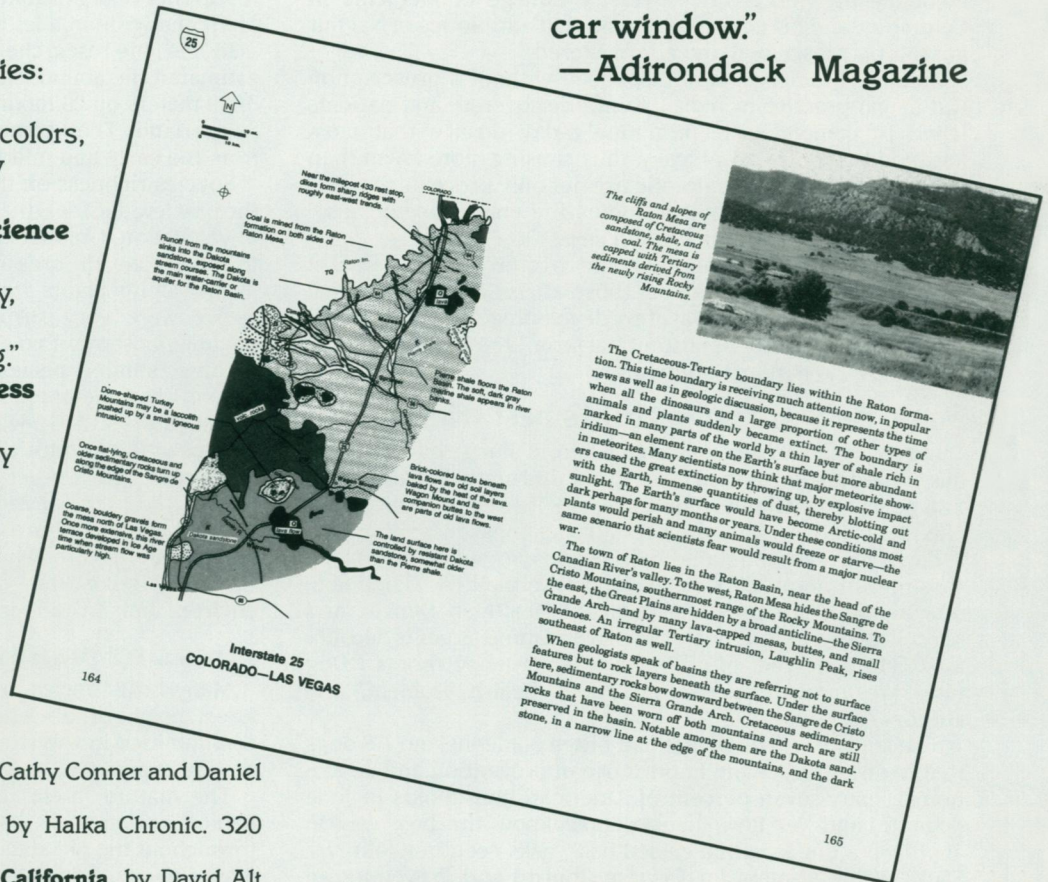 car window.”
—Adirondack Magazine
ies:
colors,
cience
y,
g.”
ess
y
Cathy Conner and Daniel
by Halka Chronic. 320
California, by David Alt
25
N
Near the milepost 433 rest stop,
dikes form sharp ridges with
roughly east-west trends.
COLORADO
Coal is mined from the Raton
formation on both sides of
Raton Mesa.
Runoff from the mountains
sinks into the Dakota
sandstone, exposed along
stream courses. The Dakota is
the main water-carrier or
aquifer for the Raton Basin.
Pierre shale floors the Raton
Basin. The soft, dark gray
marine shale appears in river
banks.
Dome-shaped Turkey
Mountains may be a laccolith
pushed up by a small igneous
intrusion.
Once flat-lying, Cretaceous and
older sedimentary rocks turn up
along the edge of the Sangre de
Cristo Mountains.
Brick-colored bands beneath
lava flows are old soil layers
baked by the heat of the lava.
Wagon Mound and its
companion buttes to the west
are parts of old lava flows.
Coarse, bouldery gravels form
the mesa north of Las Vegas.
Once more extensive, this river
terrace developed in Ice Age
time when stream flow was
particularly high.
The land surface here is
controlled by resistant Dakota
sandstone, somewhat older
than the Pierre shale.
Dakota sandstone
Interstate 25
COLORADO—LAS VEGAS
164
The cliffs and slopes of
Raton Mesa are
composed of Cretaceous
sandstone, shale, and
coal. The mesa is
capped with Tertiary
sediments derived from
the newly rising Rocky
Mountains.
The Cretaceous-Tertiary boundary lies within the Raton forma-
tion. This time boundary is receiving much attention now, in popular
news as well as in geologic discussion, because it represents the time
when all the dinosaurs and a large proportion of other types of
animals and plants suddenly became extinct. The boundary is
marked in many parts of the world by a thin layer of shale rich in
iridium—an element rare on the Earth's surface but more abundant
in meteorites. Many scientists now think that major meteorite show-
ers caused the great extinction by throwing up, by explosive impact
with the Earth, immense quantities of dust, thereby blotting out
sunlight. The Earth's surface would have become Arctic-cold and
dark perhaps for many months or years. Under these conditions most
plants would perish and many animals would freeze or starve—the
same scenario that scientists fear would result from a major nuclear
war.
The town of Raton lies in the Raton Basin, near the head of the
Canadian River's valley. To the west, Raton Mesa hides the Sangre de
Cristo Mountains, southernmost range of the Rocky Mountains. To
the east, the Great Plains are hidden by a broad anticline—the Sierra
Grande Arch—and by many lava-capped mesas, buttes, and small
volcanoes. An irregular Tertiary intrusion, Laughlin Peak, rises
southeast of Raton as well.
When geologists speak of basins they are referring not to surface
features but to rock layers beneath the surface. Under the surface
here, sedimentary rocks bow downward between the Sangre de Cristo
Mountains and the Sierra Grande Arch. Cretaceous sedimentary
rocks that have been worn off both mountains and arch are still
preserved in the basin. Notable among them are the Dakota sand-
stone, in a narrow line at the edge of the mountains, and the dark
165